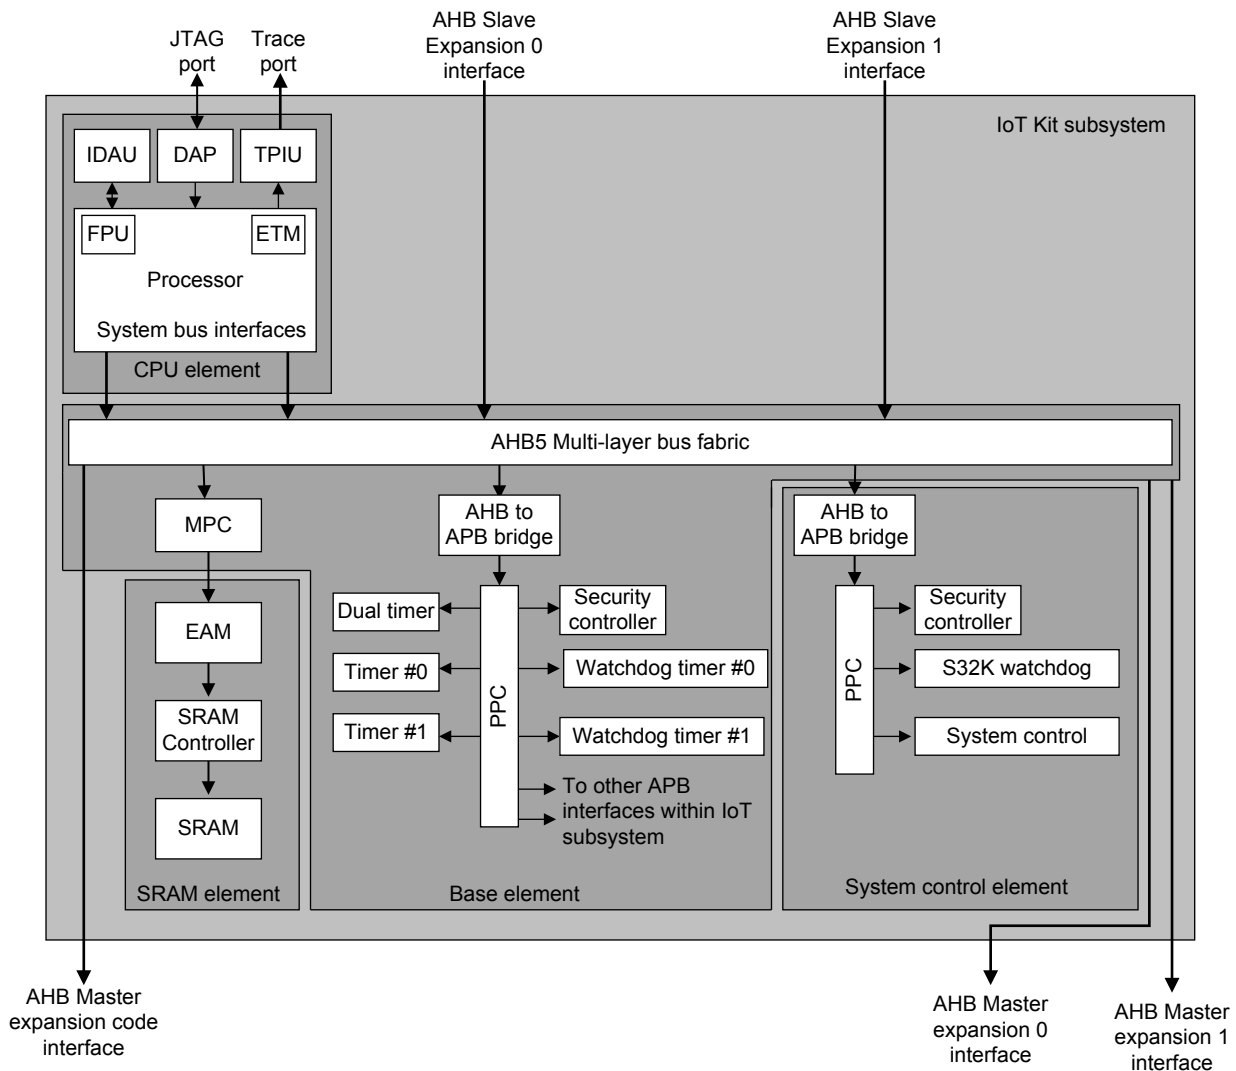 AHB Slave
Expansion 0
interface
AHB Slave
Expansion 1
interface
JTAG
port
Trace
port
IoT Kit subsystem
IDAU
DAP
TPIU
FPU
ETM
Processor
System bus interfaces
CPU element
AHB5 Multi-layer bus fabric
MPC
AHB to
APB bridge
AHB to
APB bridge
EAM
SRAM
Controller
SRAM
SRAM element
Dual timer
Timer #0
Timer #1
PPC
Security
controller
Watchdog timer #0
Watchdog timer #1
To other APB
interfaces within IoT
subsystem
Base element
PPC
Security
controller
S32K watchdog
System control
System control element
AHB Master
expansion code
interface
AHB Master
expansion 0
interface
AHB Master
expansion 1
interface